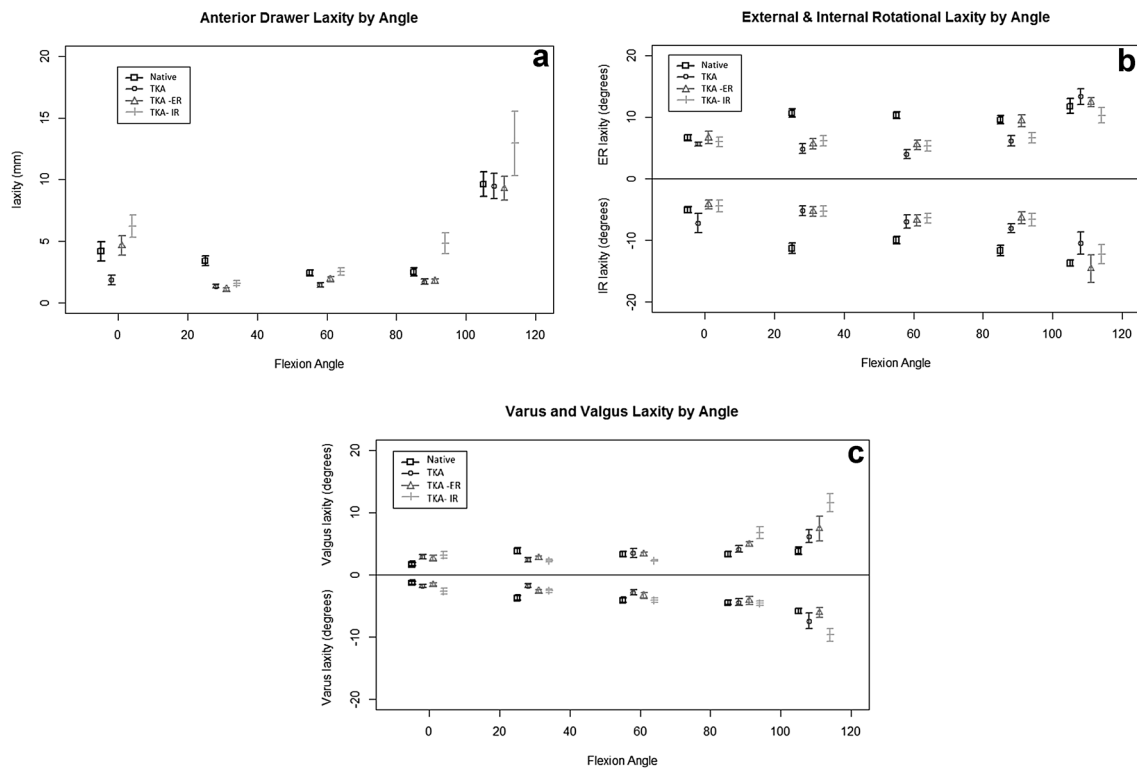 Anterior Drawer Laxity by Angle
a
Native
TKA
TKA -ER
TKA- IR
laxity (mm)
20
15
10
5
0
0 20 40 60 80 100 120
Flexion Angle
External & Internal Rotational Laxity by Angle
b
Native
TKA
TKA -ER
TKA- IR
ER laxity (degrees)
IR laxity (degrees)
20
10
0
-10
-20
0 20 40 60 80 100 120
Flexion Angle
Varus and Valgus Laxity by Angle
c
Native
TKA
TKA -ER
TKA- IR
Valgus laxity (degrees)
Varus laxity (degrees)
20
10
0
-10
-20
0 20 40 60 80 100 120
Flexion Angle